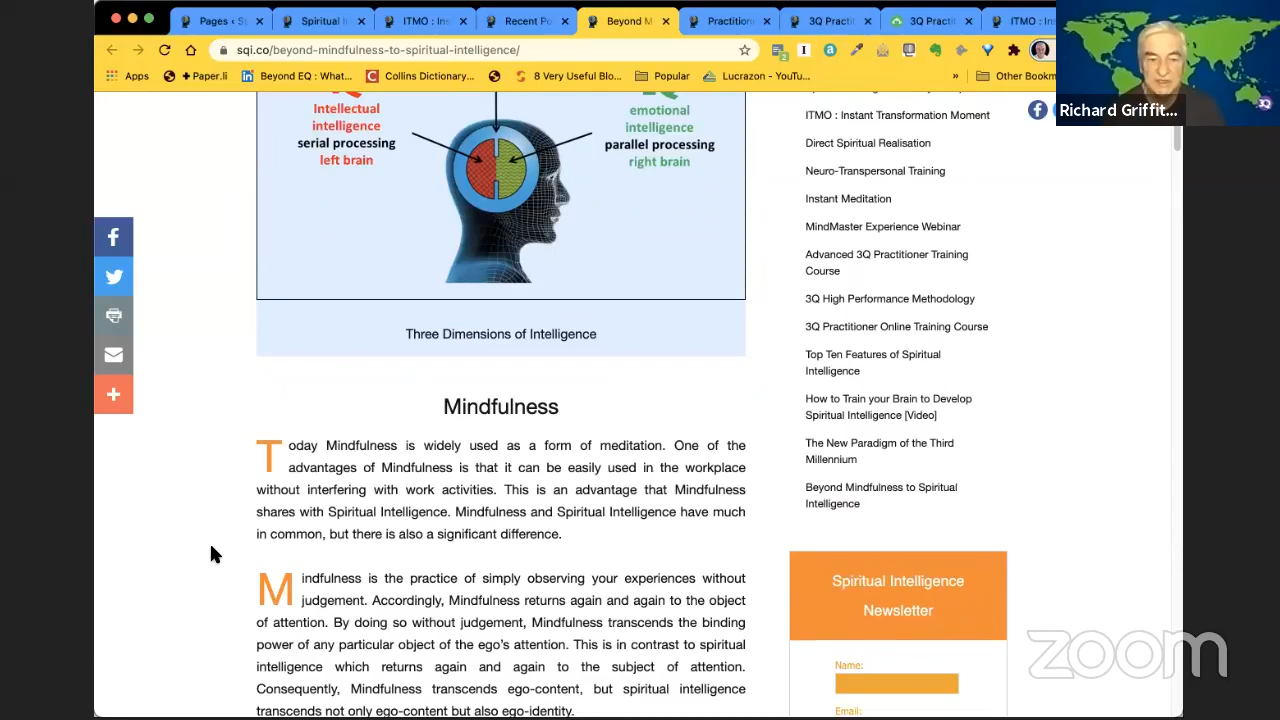 Pages < S
Spiritual I
ITMO : Ins
Recent Po
Beyond M
Practition
3Q Practi
3Q Practi
ITMO : Ins
sqi.co/beyond-mindfulness-to-spiritual-intelligence/
Apps
Paper.li
Beyond EQ : What...
Collins Dictionary...
8 Very Useful Blo...
Popular
Lucrazon - YouTu...
»
Other Bookm
Richard Griffit...
Intellectual
intelligence
serial processing
left brain
emotional
intelligence
parallel processing
right brain
Three Dimensions of Intelligence
Mindfulness
Today Mindfulness is widely used as a form of meditation. One of the
advantages of Mindfulness is that it can be easily used in the workplace
without interfering with work activities. This is an advantage that Mindfulness
shares with Spiritual Intelligence. Mindfulness and Spiritual Intelligence have much
in common, but there is also a significant difference.
Mindfulness is the practice of simply observing your experiences without
judgement. Accordingly, Mindfulness returns again and again to the object
of attention. By doing so without judgement, Mindfulness transcends the binding
power of any particular object of the ego's attention. This is in contrast to spiritual
intelligence which returns again and again to the subject of attention.
Consequently, Mindfulness transcends ego-content, but spiritual intelligence
transcends not only ego-content but also ego-identity.
ITMO : Instant Transformation Moment
Direct Spiritual Realisation
Neuro-Transpersonal Training
Instant Meditation
MindMaster Experience Webinar
Advanced 3Q Practitioner Training
Course
3Q High Performance Methodology
3Q Practitioner Online Training Course
Top Ten Features of Spiritual
Intelligence
How to Train your Brain to Develop
Spiritual Intelligence [Video]
The New Paradigm of the Third
Millennium
Beyond Mindfulness to Spiritual
Intelligence
Spiritual Intelligence
Newsletter
Name:
Email:
zoom